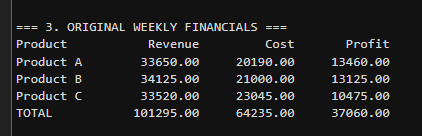 === 3. ORIGINAL WEEKLY FINANCIALS ===
Product Revenue Cost Profit
Product A 33650.00 20190.00 13460.00
Product B 34125.00 21000.00 13125.00
Product C 33520.00 23045.00 10475.00
TOTAL 101295.00 64235.00 37060.00